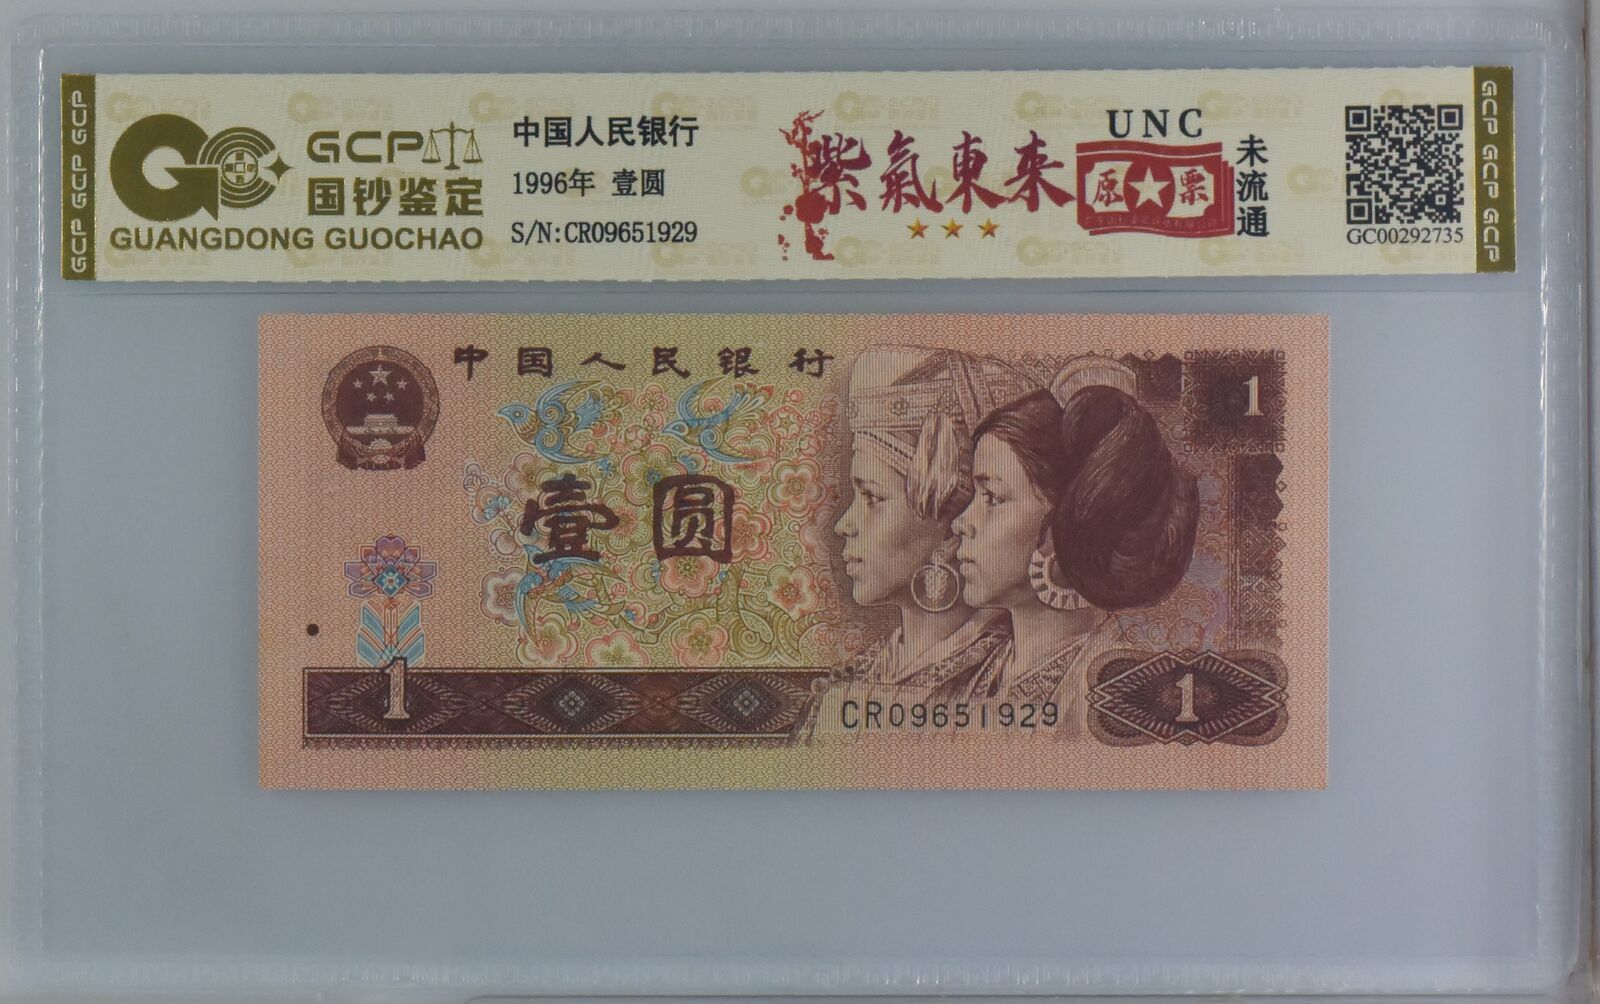 GCP GCP GCP GCP
GCP
国钞鉴定
GUANGDONG GUOCHAO
中国人民银行
1996年 壹圆
S/N:CR09651929
紫氣東来
UNC
原 票
未流通
GC00292735
GCP GCP GCP GCP
中国人民银行
1
壹圆
1
CR09651929
1